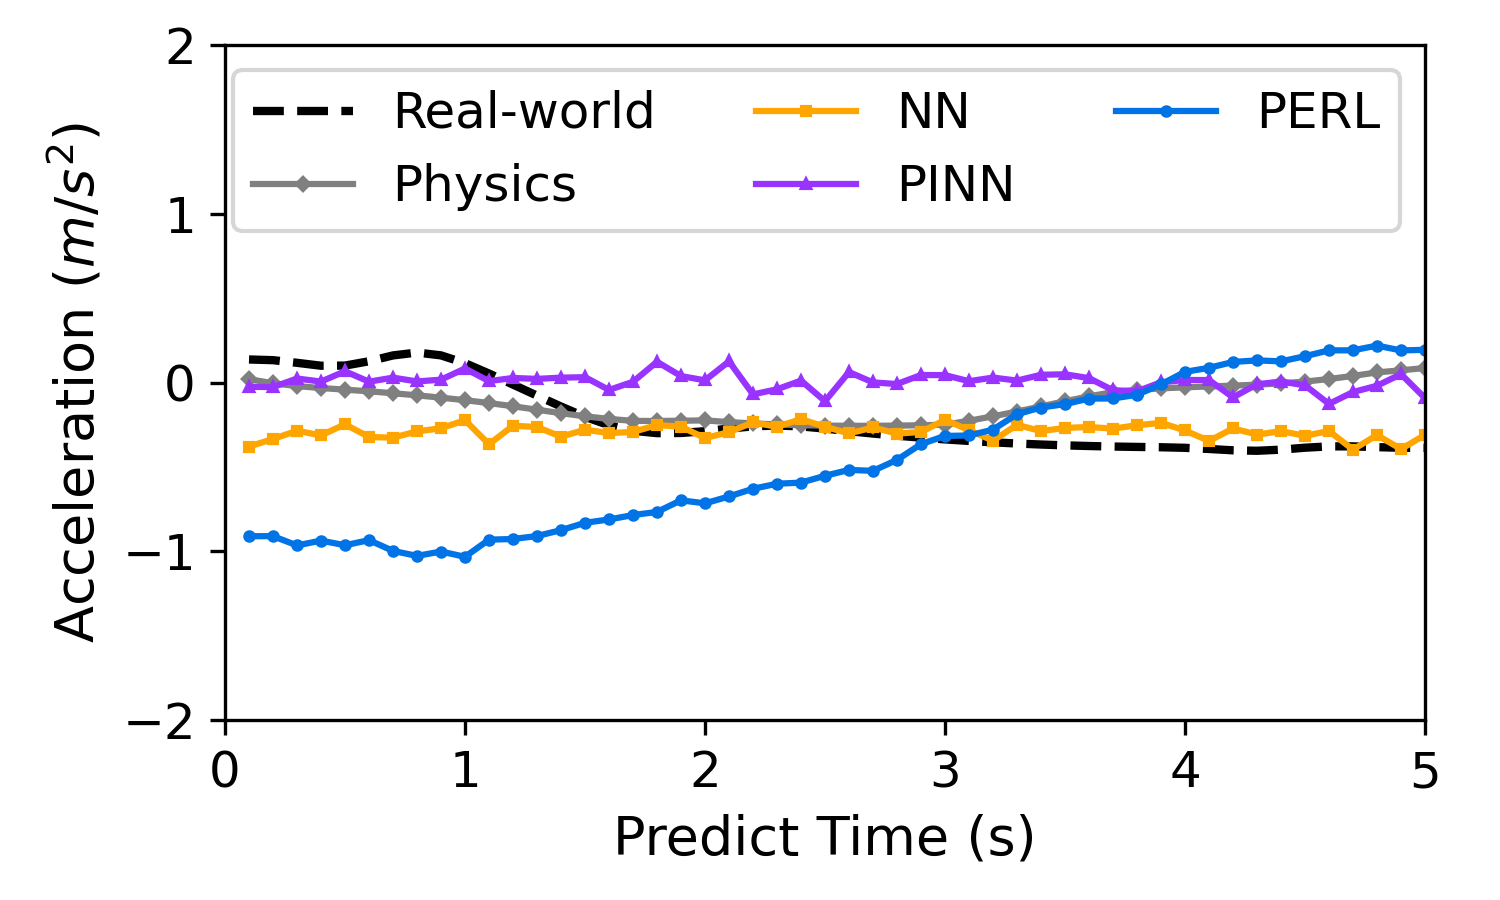 2
1
0
−1
−2
Acceleration (m/s²)
Real-world
NN
PERL
Physics
PINN
0 1 2 3 4 5
Predict Time (s)